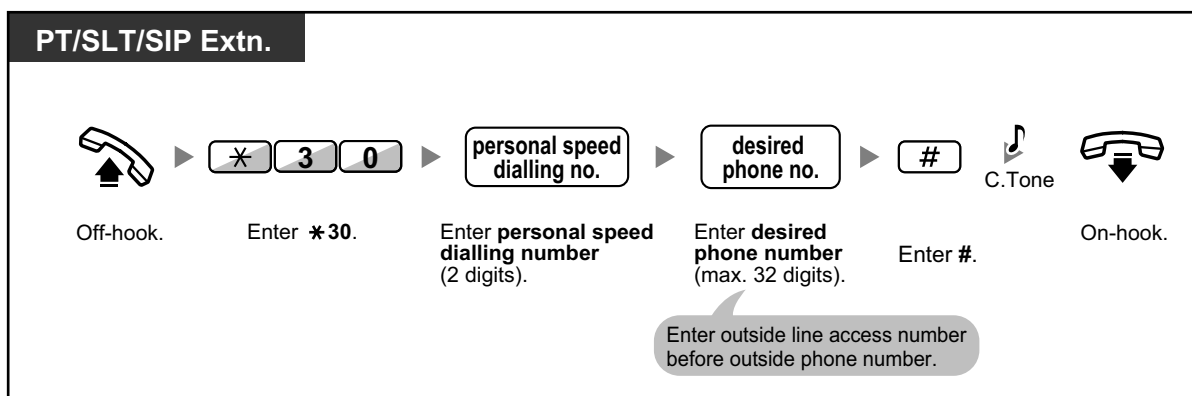 PT/SLT/SIP Extn.
* 3 0
personal speed
dialling no.
desired
phone no.
#
C.Tone
Off-hook.
Enter *30.
Enter personal speed
dialling number
(2 digits).
Enter desired
phone number
(max. 32 digits).
Enter #.
On-hook.
Enter outside line access number
before outside phone number.